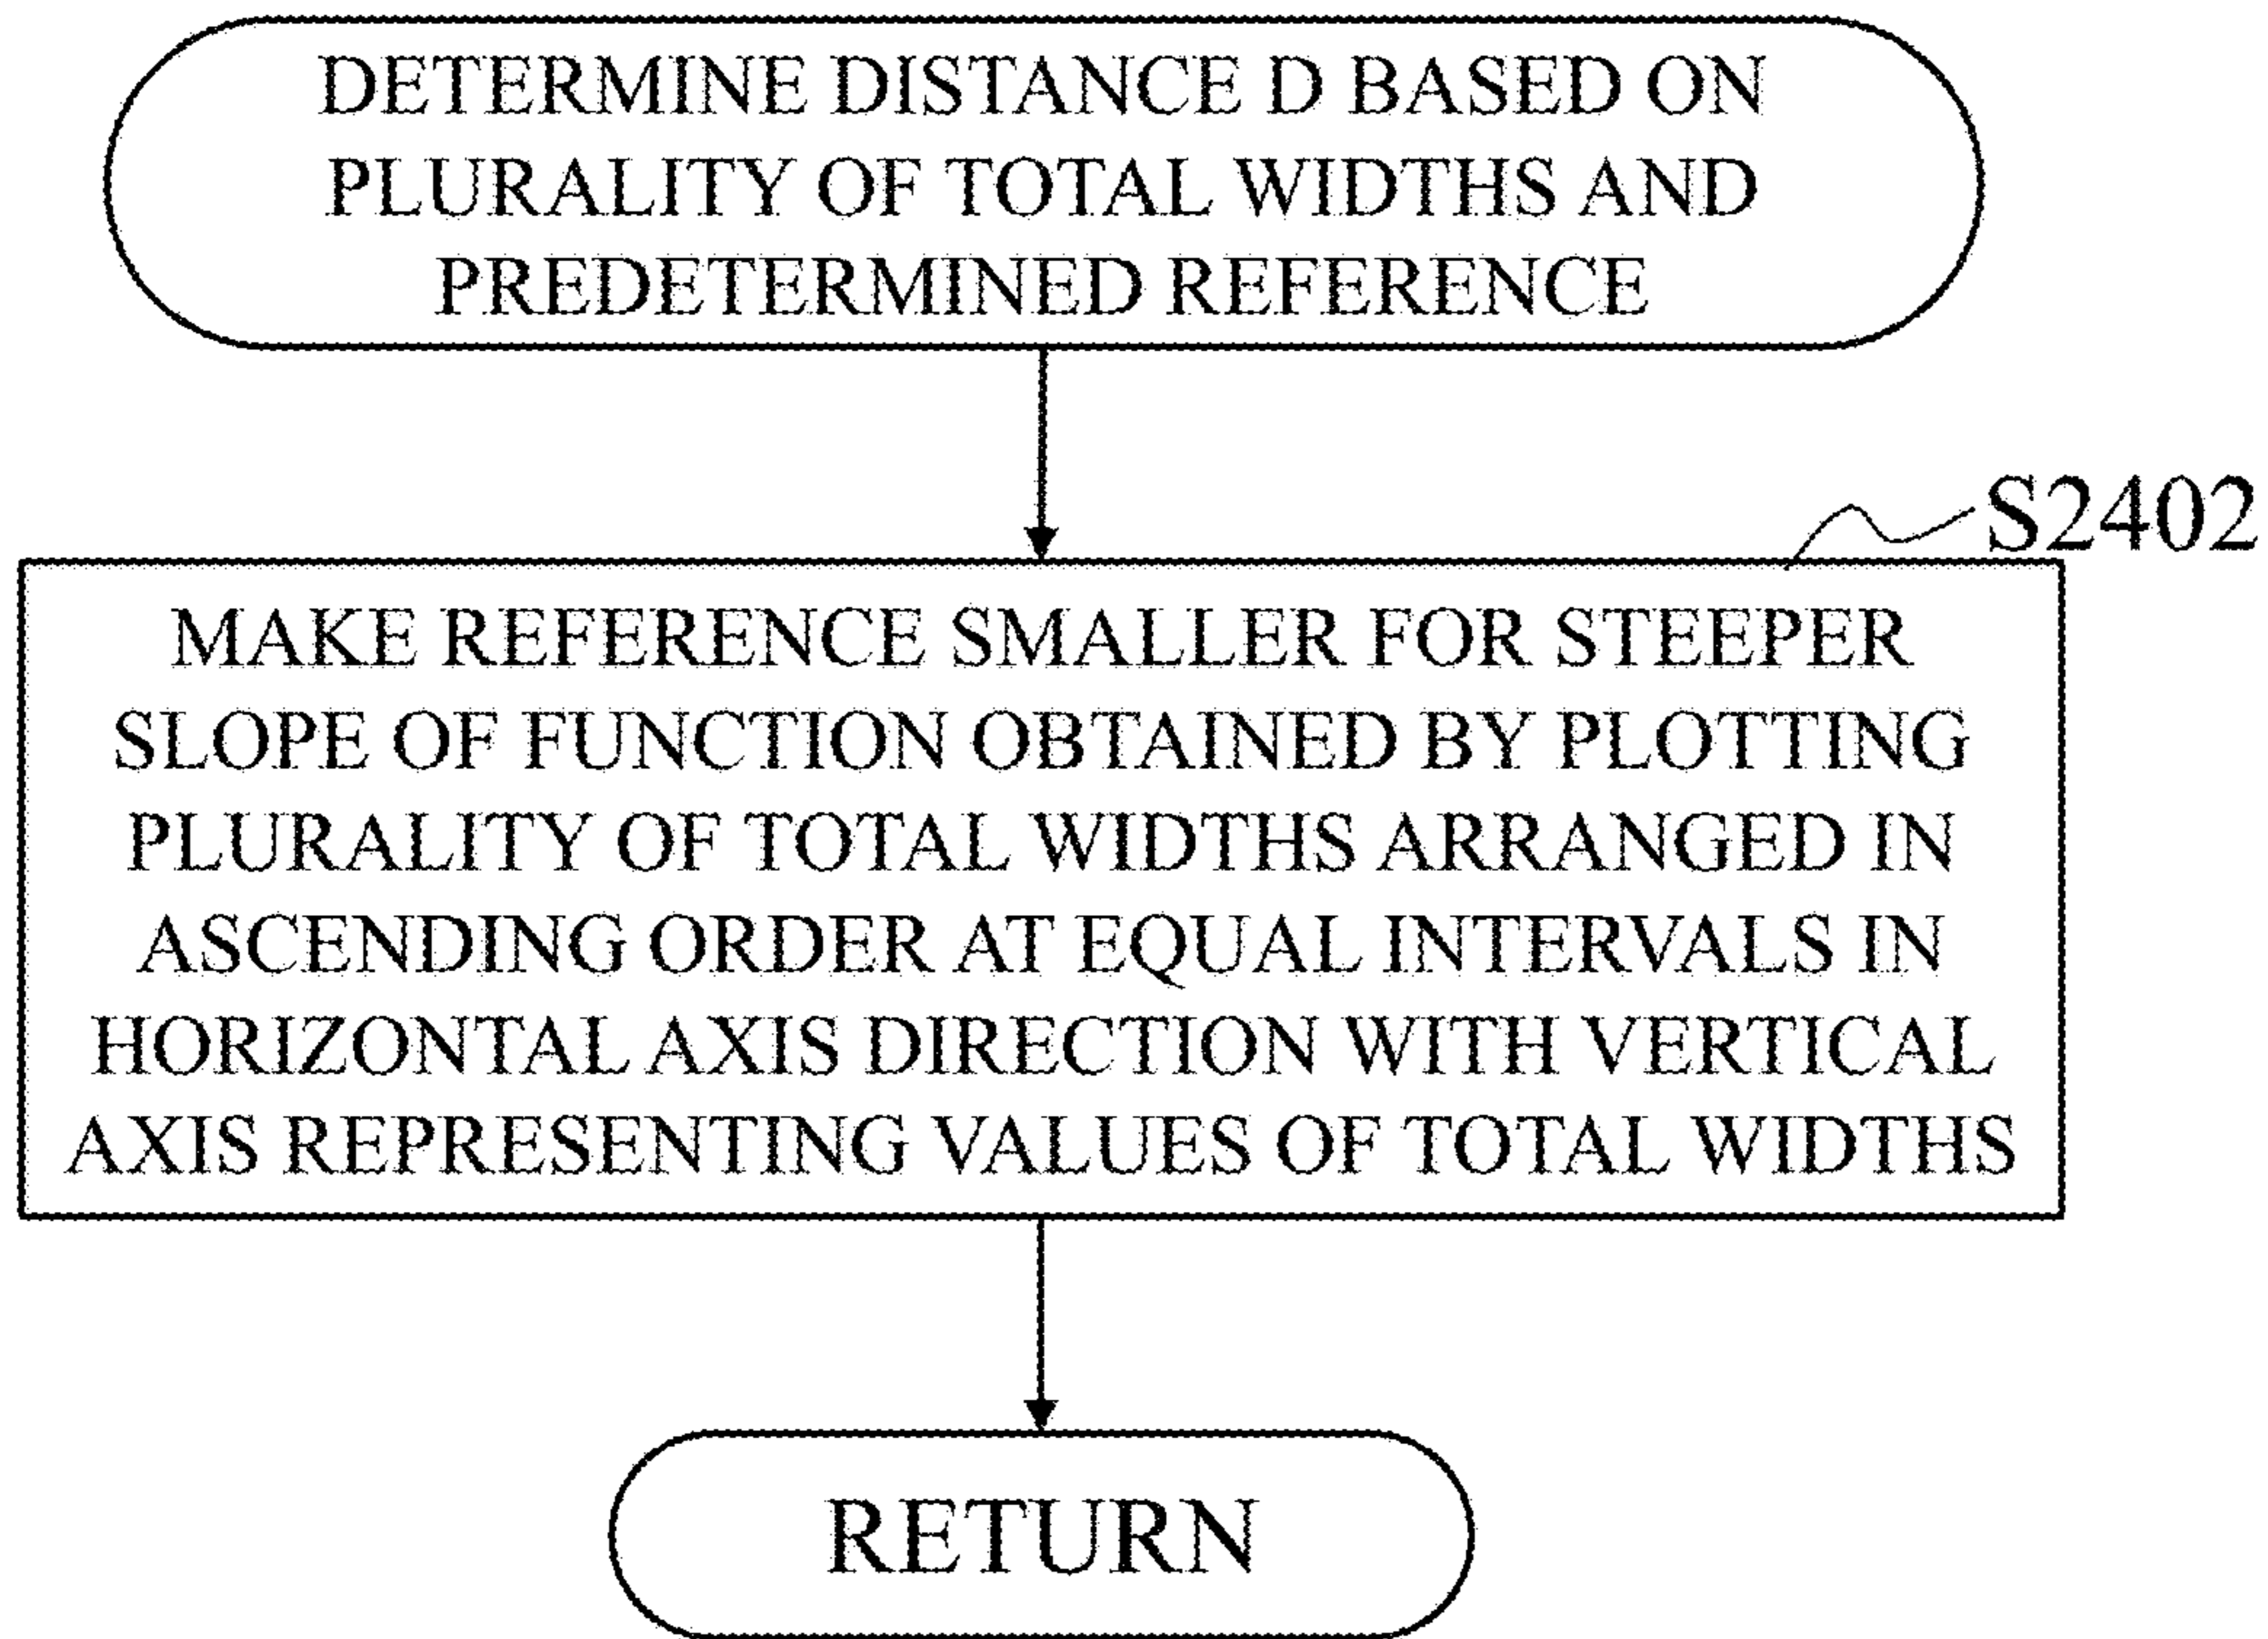 DETERMINE DISTANCE D BASED ON
PLURALITY OF TOTAL WIDTHS AND
PREDETERMINED REFERENCE
S2402
MAKE REFERENCE SMALLER FOR STEEPER
SLOPE OF FUNCTION OBTAINED BY PLOTTING
PLURALITY OF TOTAL WIDTHS ARRANGED IN
ASCENDING ORDER AT EQUAL INTERVALS IN
HORIZONTAL AXIS DIRECTION WITH VERTICAL
AXIS REPRESENTING VALUES OF TOTAL WIDTHS
RETURN